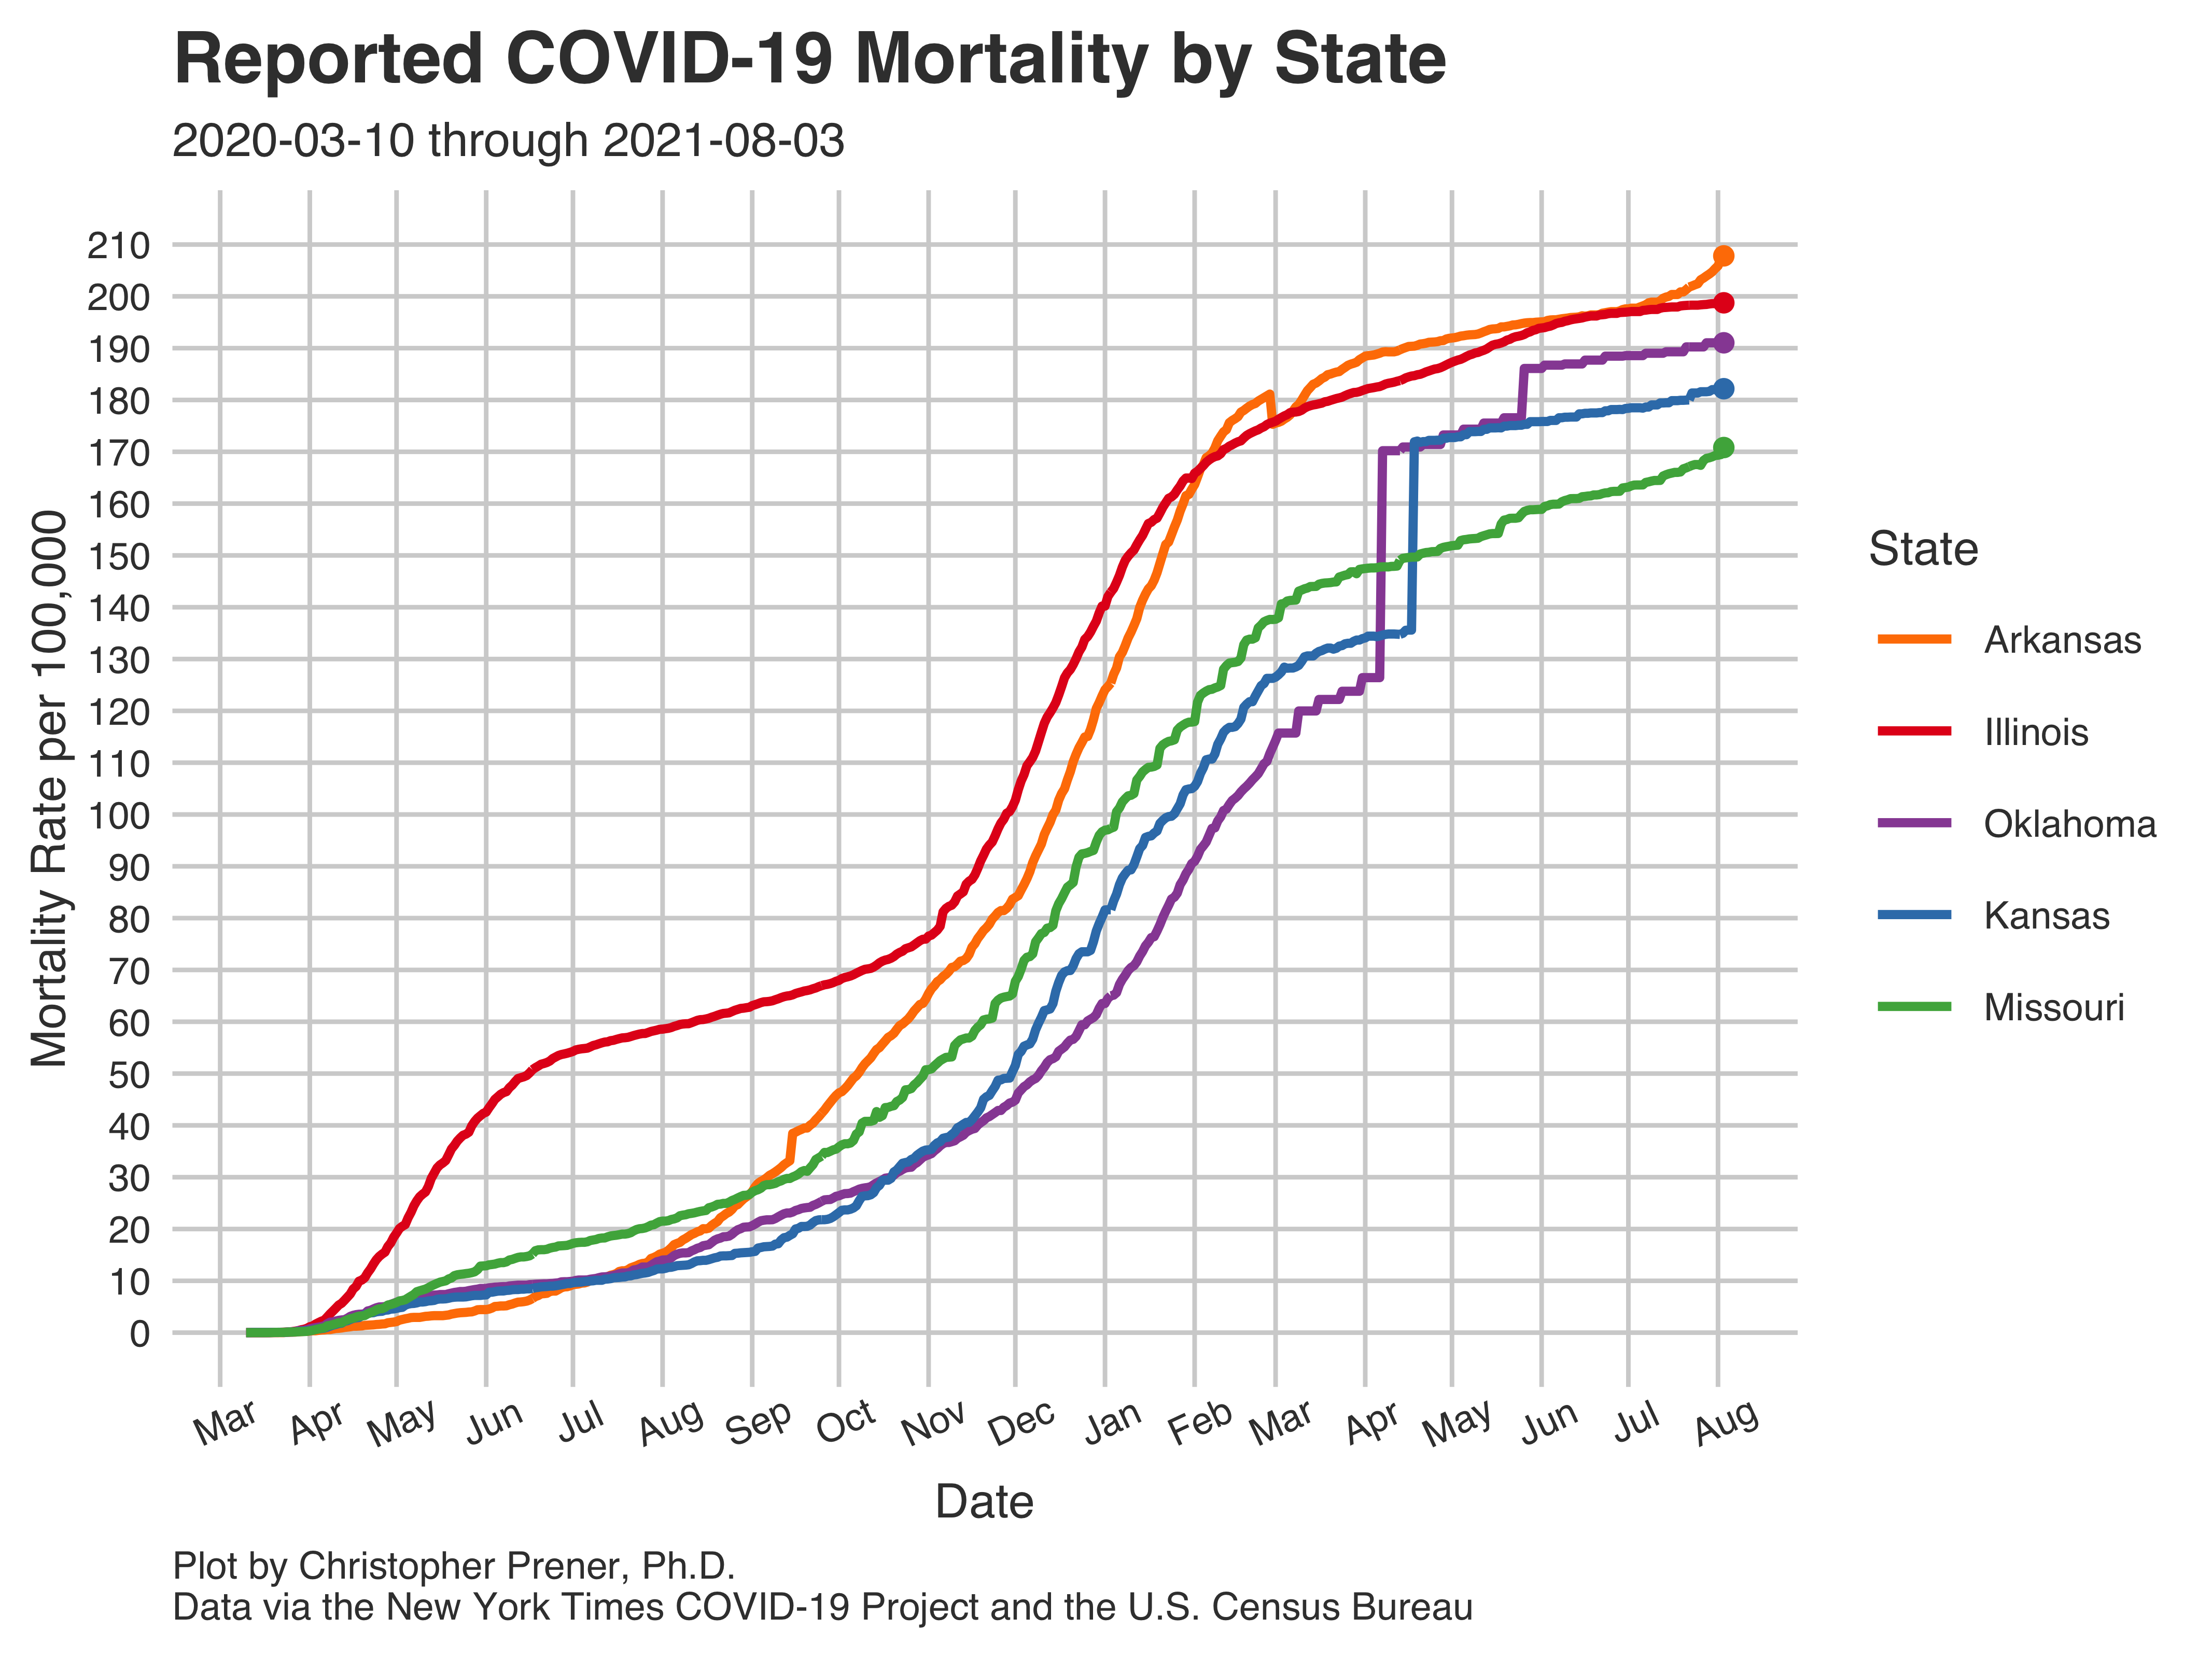 Reported COVID-19 Mortality by State
2020-03-10 through 2021-08-03
Mortality Rate per 100,000
210
200
190
180
170
160
150
140
130
120
110
100
90
80
70
60
50
40
30
20
10
0
Mar Apr May Jun Jul Aug Sep Oct Nov Dec Jan Feb Mar Apr May Jun Jul Aug
Date
State
Arkansas
Illinois
Oklahoma
Kansas
Missouri
Plot by Christopher Prener, Ph.D.
Data via the New York Times COVID-19 Project and the U.S. Census Bureau